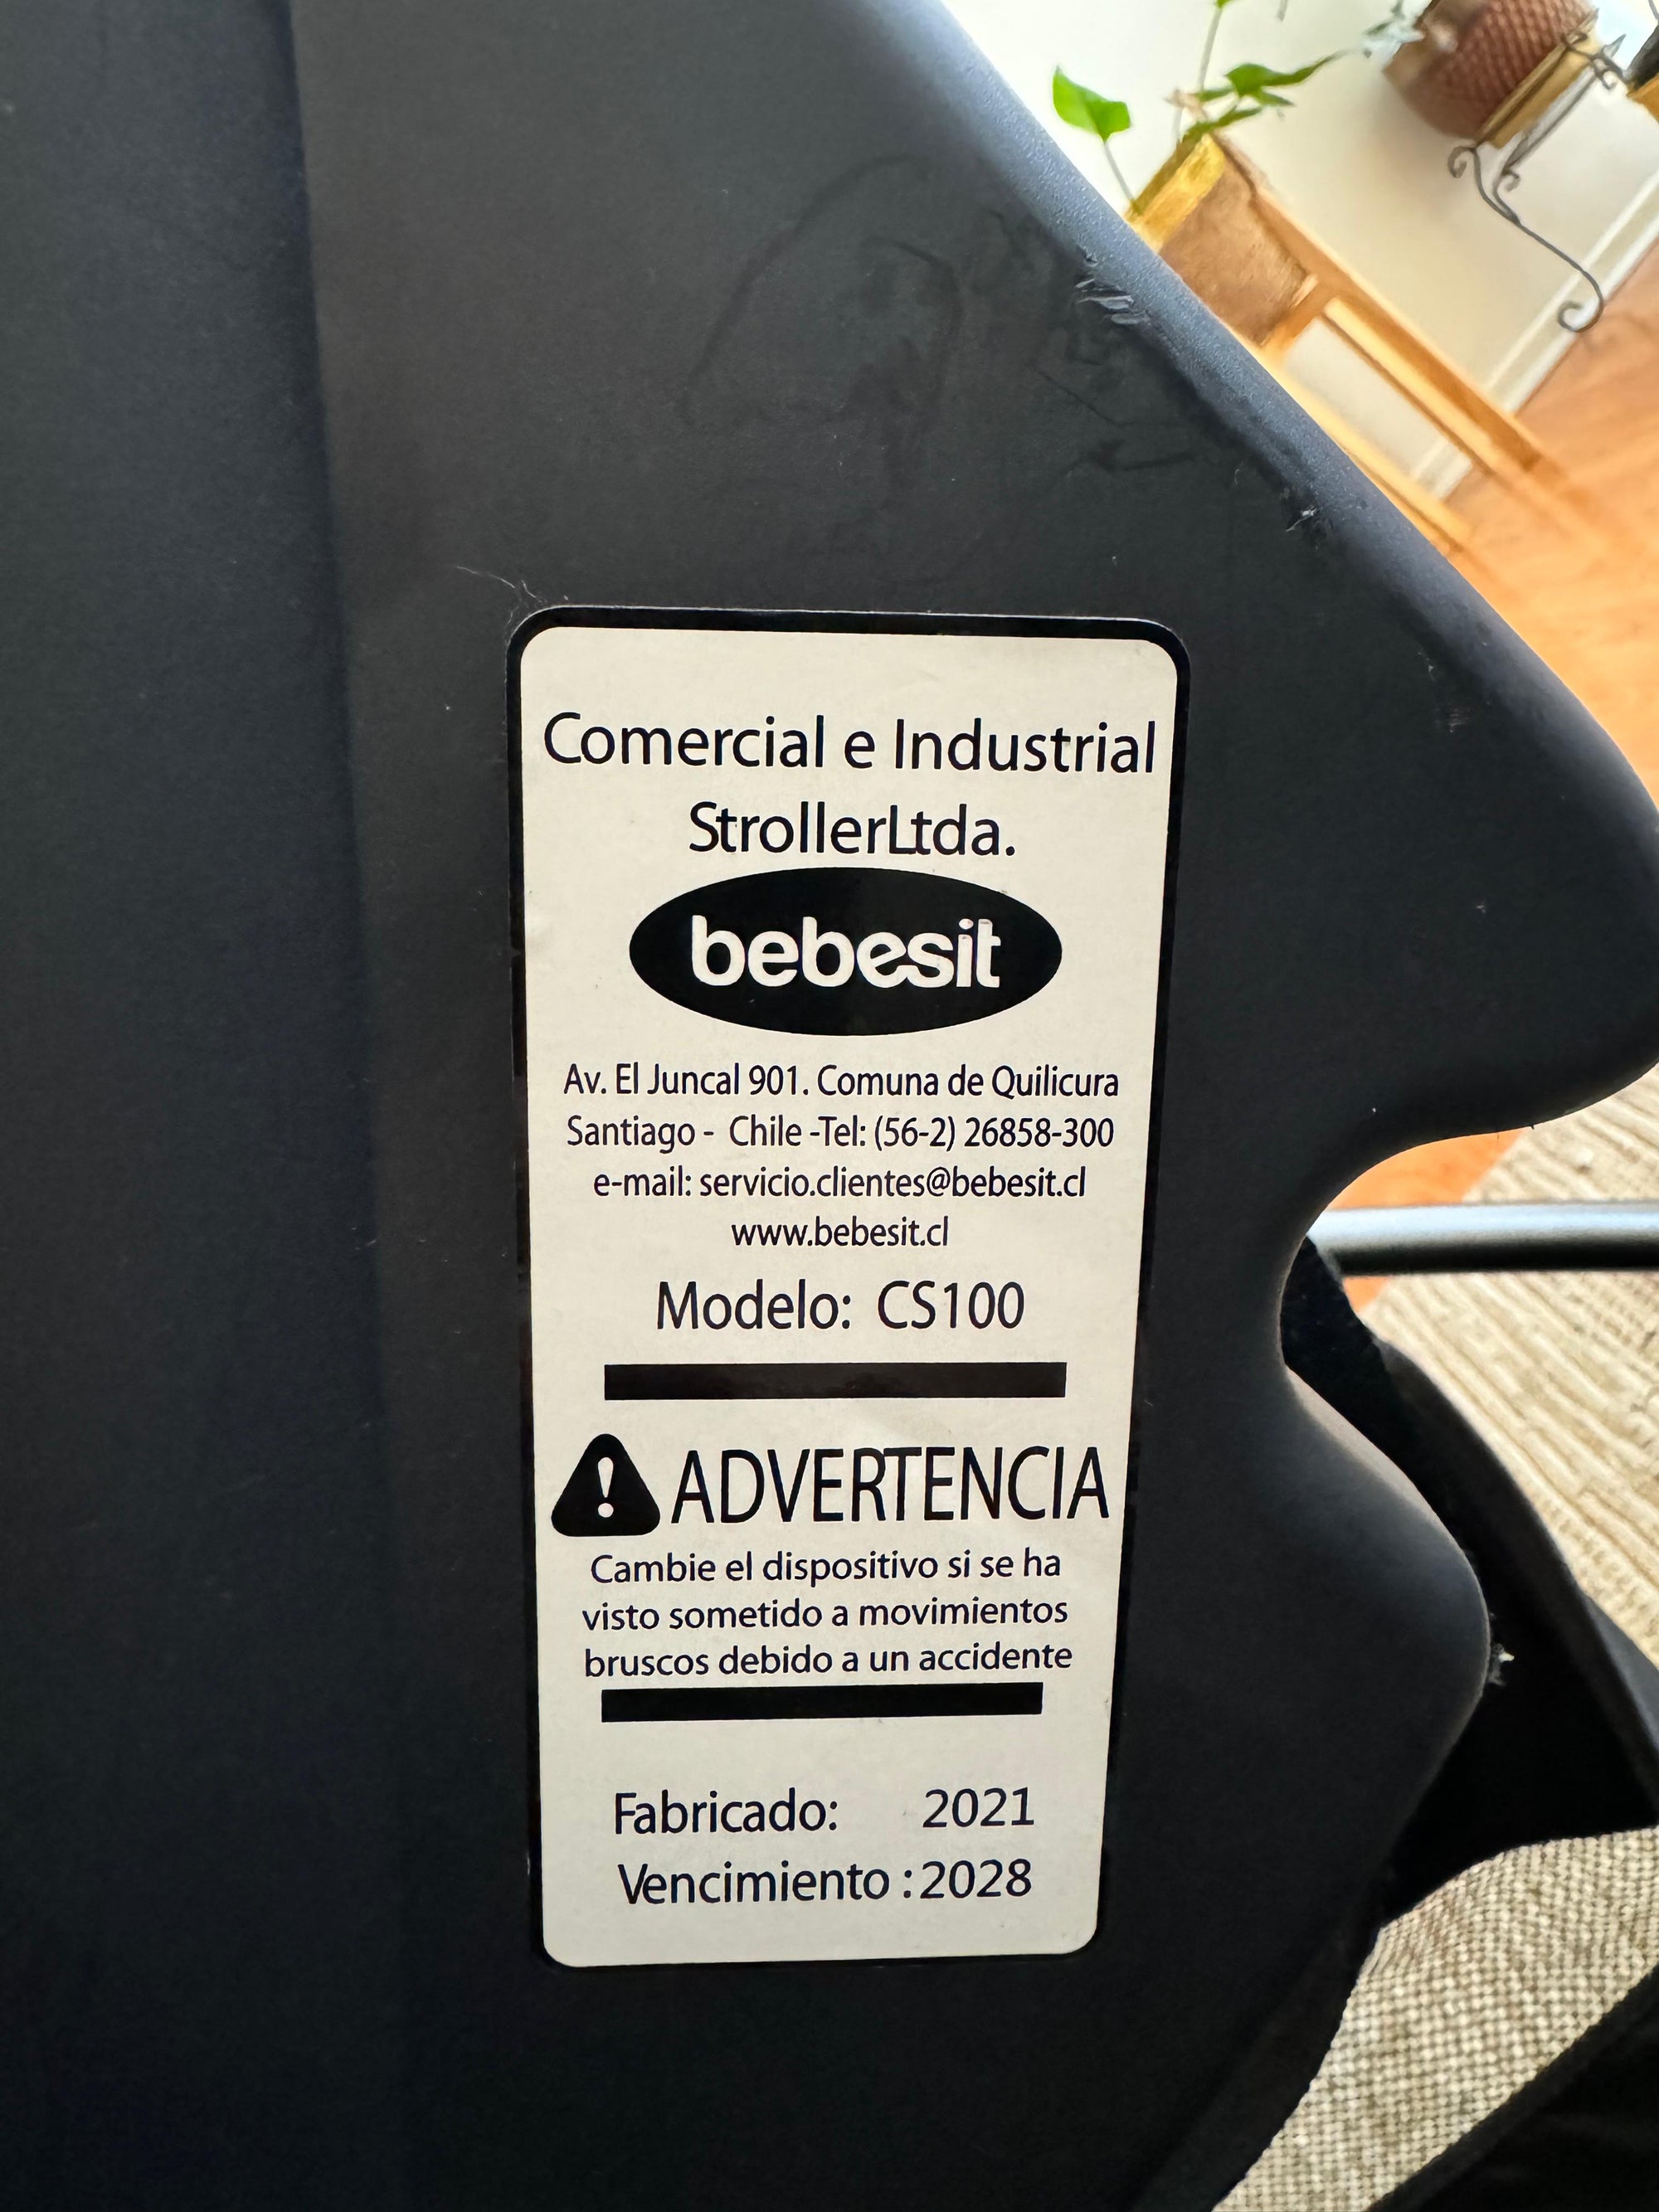 Comercial e Industrial
StrollerLtda.
bebesit
Av. El Juncal 901. Comuna de Quilicura
Santiago - Chile -Tel: (56-2) 26858-300
e-mail: servicio.clientes@bebesit.cl
www.bebesit.cl
Modelo: CS100
ADVERTENCIA
Cambie el dispositivo si se ha
visto sometido a movimientos
bruscos debido a un accidente
Fabricado: 2021
Vencimiento :2028